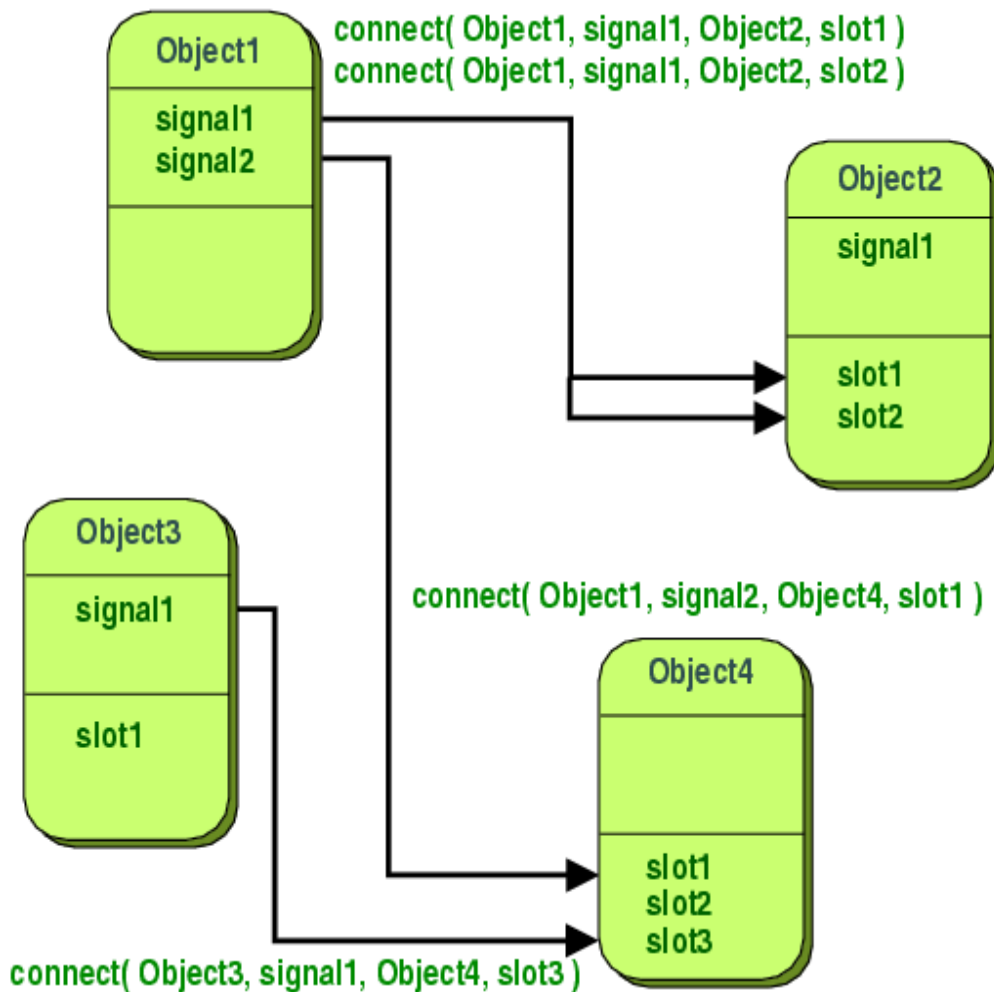 Object1
signal1
signal2
connect( Object1, signal1, Object2, slot1 )
connect( Object1, signal1, Object2, slot2 )
Object2
signal1
slot1
slot2
Object3
signal1
slot1
connect( Object1, signal2, Object4, slot1 )
Object4
slot1
slot2
slot3
connect( Object3, signal1, Object4, slot3 )